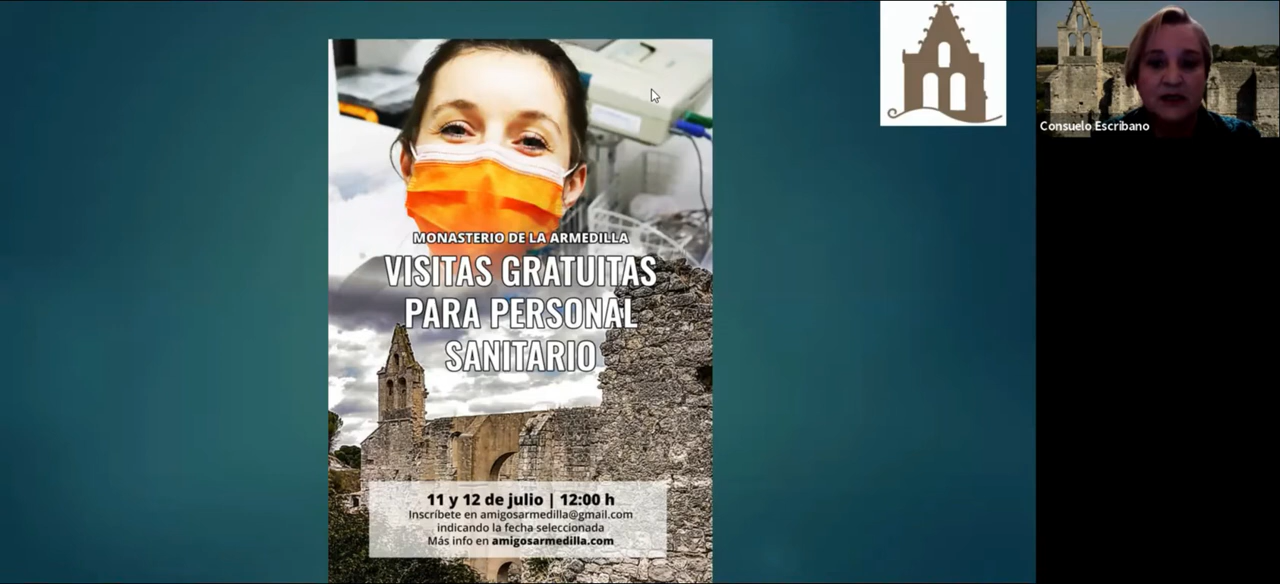 MONASTERIO DE LA ARMEDILLA
VISITAS GRATUITAS
PARA PERSONAL
SANITARIO
11 y 12 de julio | 12:00 h
Inscríbete en amigosarmedilla@gmail.com
indicando la fecha seleccionada
Más info en amigosarmedilla.com
Consuelo Escribano